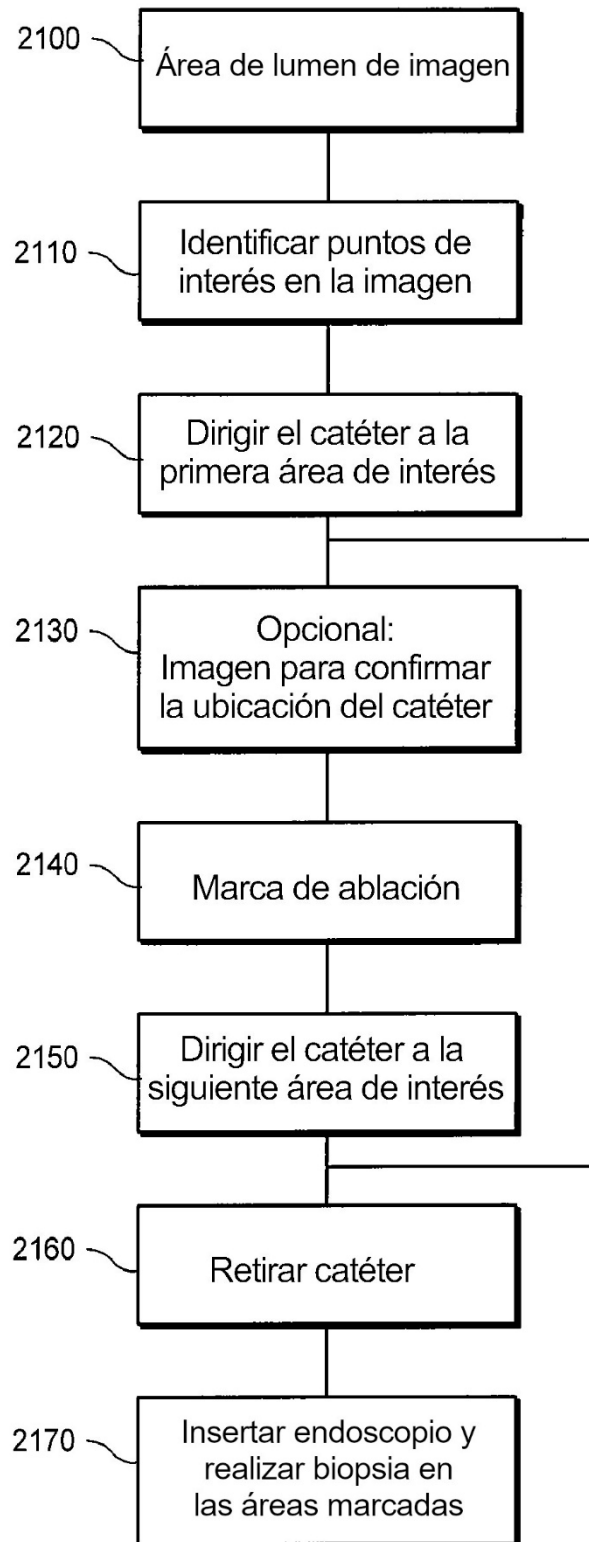 2100
Área de lumen de imagen
2110
Identificar puntos de
interés en la imagen
2120
Dirigir el catéter a la
primera área de interés
2130
Opcional:
Imagen para confirmar
la ubicación del catéter
2140
Marca de ablación
2150
Dirigir el catéter a la
siguiente área de interés
2160
Retirar catéter
2170
Insertar endoscopio y
realizar biopsia en
las áreas marcadas